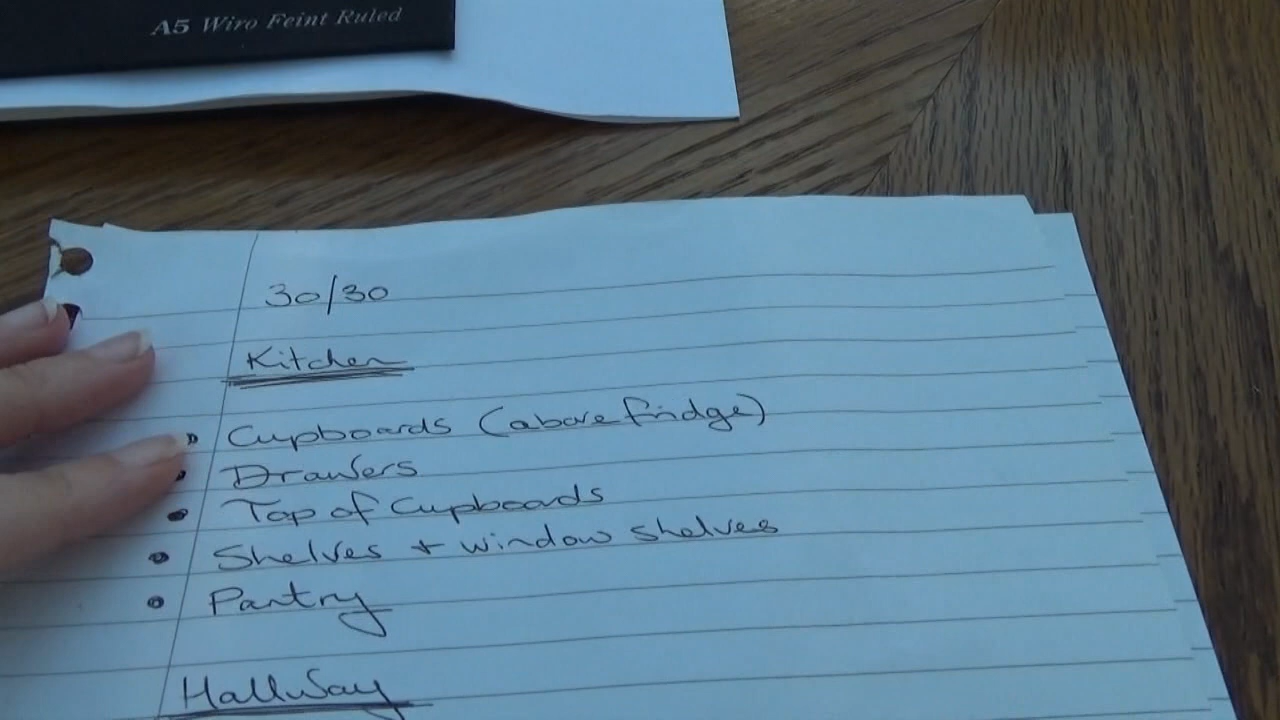 A5 Wiro Feint Ruled
30/30
Kitchen
Cupboards (above fridge)
Drawers
Top of Cupboards
Shelves + window shelves
Pantry
Hallway